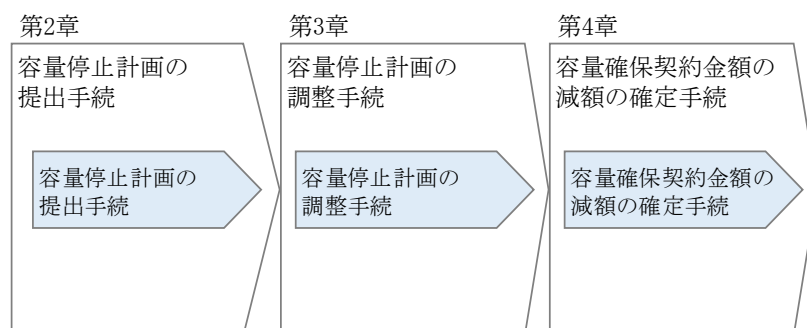 第2章
容量停止計画の
提出手続
容量停止計画の
提出手続
第3章
容量停止計画の
調整手続
容量停止計画の
調整手続
第4章
容量確保契約金額の
減額の確定手続
容量確保契約金額の
減額の確定手続